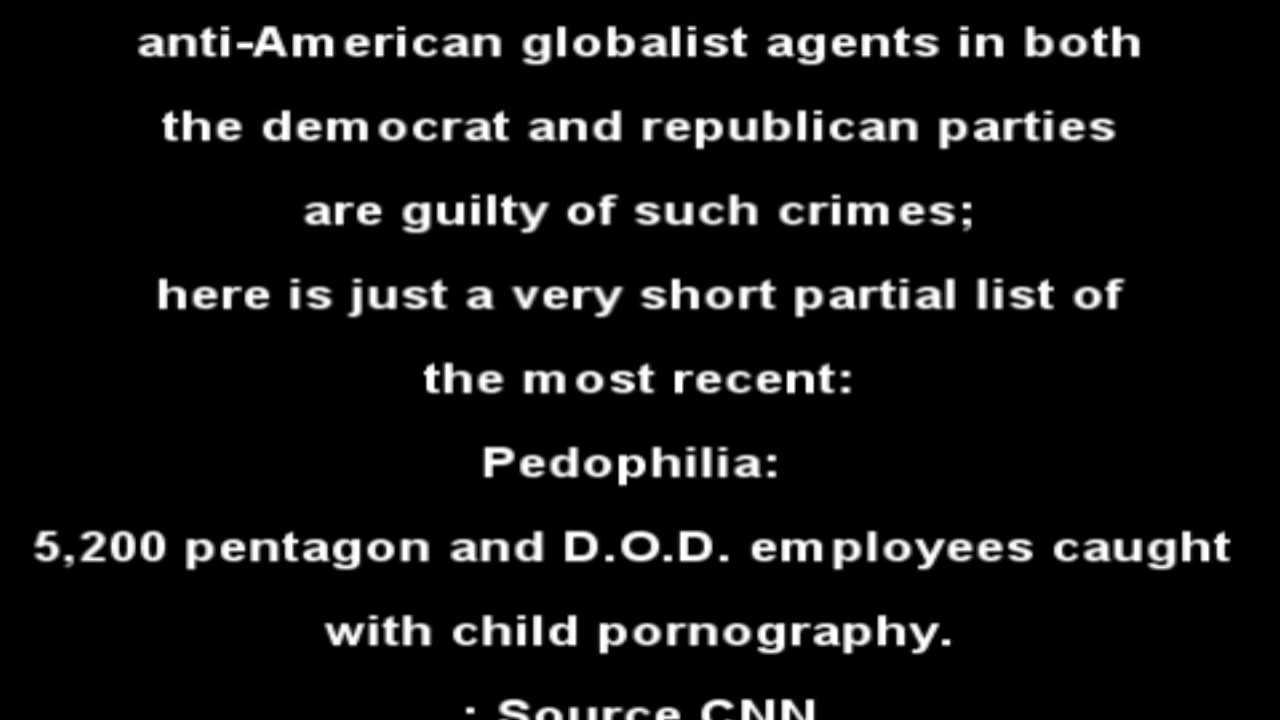 anti-American globalist agents in both
the democrat and republican parties
are guilty of such crimes;
here is just a very short partial list of
the most recent:
Pedophilia:
5,200 pentagon and D.O.D. employees caught
with child pornography.
: Source CNN